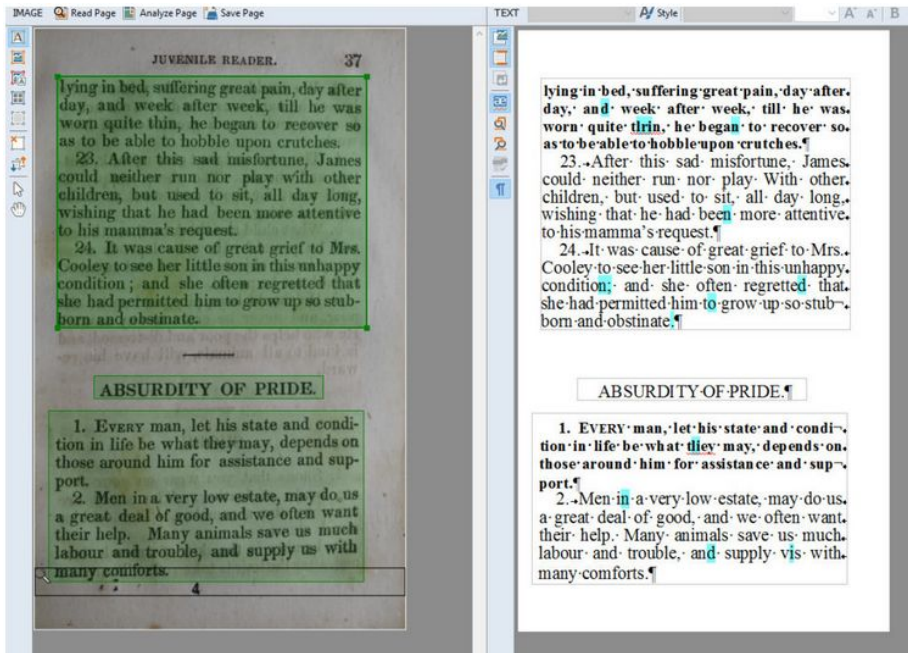 IMAGE Read Page Analyze Page Save Page
JUVENILE READER. 37
lying in bed, suffering great pain, day after
day, and week after week, till he was
worn quite thin, he began to recover so
as to be able to hobble upon crutches.
23. After this sad misfortune, James
could neither run nor play with other
children, but used to sit, all day long,
wishing that he had been more attentive
to his mamma's request.
24. It was cause of great grief to Mrs.
Cooley to see her little son in this unhappy
condition; and she often regretted that
she had permitted him to grow up so stub-
born and obstinate.
ABSURDITY OF PRIDE.
1. EVERY man, let his state and condi-
tion in life be what they may, depends on
those around him for assistance and sup-
port.
2. Men in a very low estate, may do us
a great deal of good, and we often want
their help. Many animals save us much
labour and trouble, and supply us with
many comforts.
4
TEXT Style A A B
lying in bed, suffering great pain, day after
day, and week after week, till he was
worn quite tlrin, he began to recover so
as to be able to hobble upon crutches.¶
23. After this sad misfortune, James
could neither run nor play With other
children, but used to sit, all day long,
wishing that he had been more attentive
to his mamma's request.¶
24. It was cause of great grief to Mrs.
Cooley to see her little son in this unhappy
condition; and she often regretted that
she had permitted him to grow up so stub¬
born and obstinate.¶
ABSURDITY OF PRIDE.¶
1. EVERY man, let his state and condi¬
tion in life be what tliey may, depends on
those around him for assistance and sup¬
port.¶
2. Men in a very low estate, may do us
a great deal of good, and we often want
their help. Many animals save us much
labour and trouble, and supply vis with
many comforts.¶